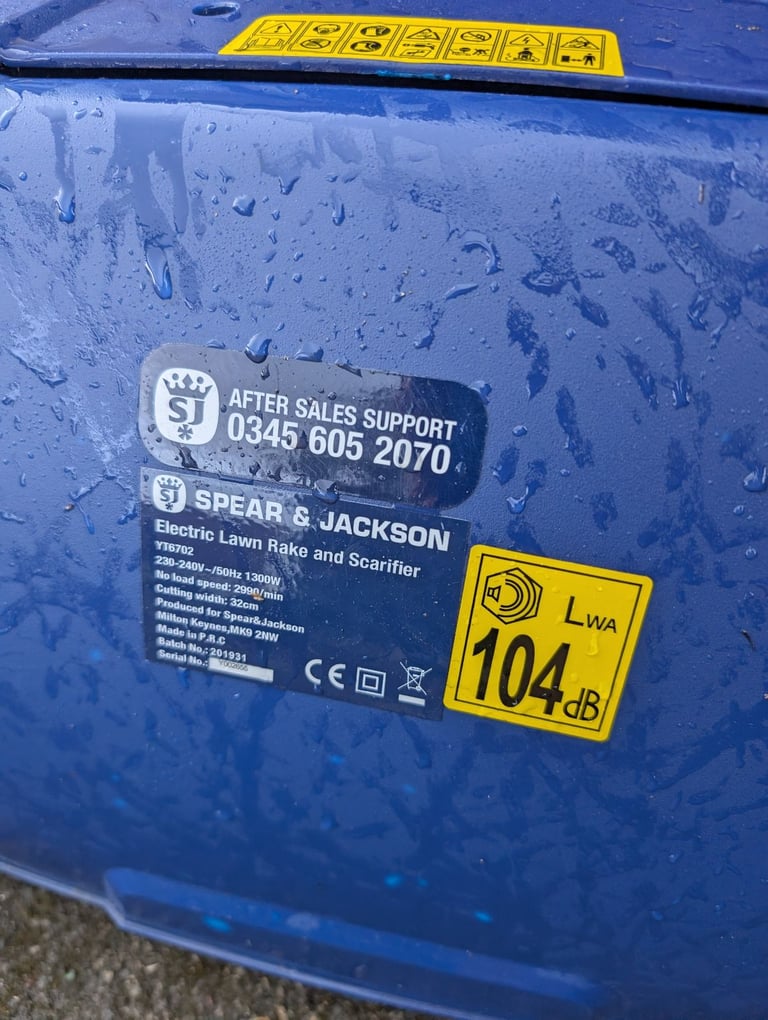 SJ
AFTER SALES SUPPORT
0345 605 2070
SJ
SPEAR & JACKSON
Electric Lawn Rake and Scarifier
YT6702
230-240V~/50Hz 1300W
No load speed: 2990/min
Cutting width: 32cm
Produced for Spear&Jackson
Milton Keynes,MK9 2NW
Made in P.R.C
Batch No.: 201931
Serial No.:
CE
LWA
104dB